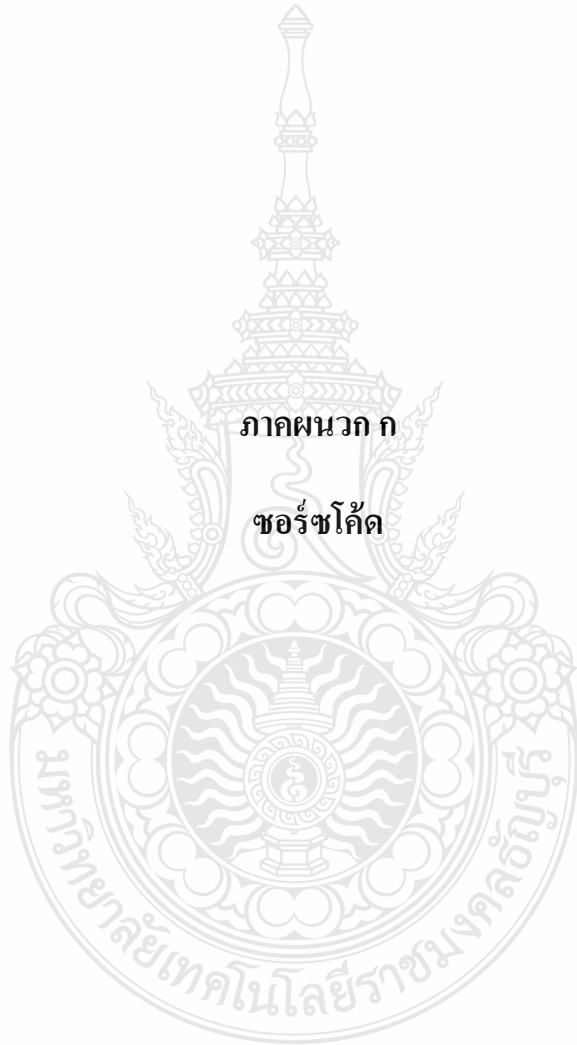 ภาคผนวก ก
ซอร์ซโค้ด
มหาวิทยาลัยเทคโนโลยีราชมงคลธัญบุรี